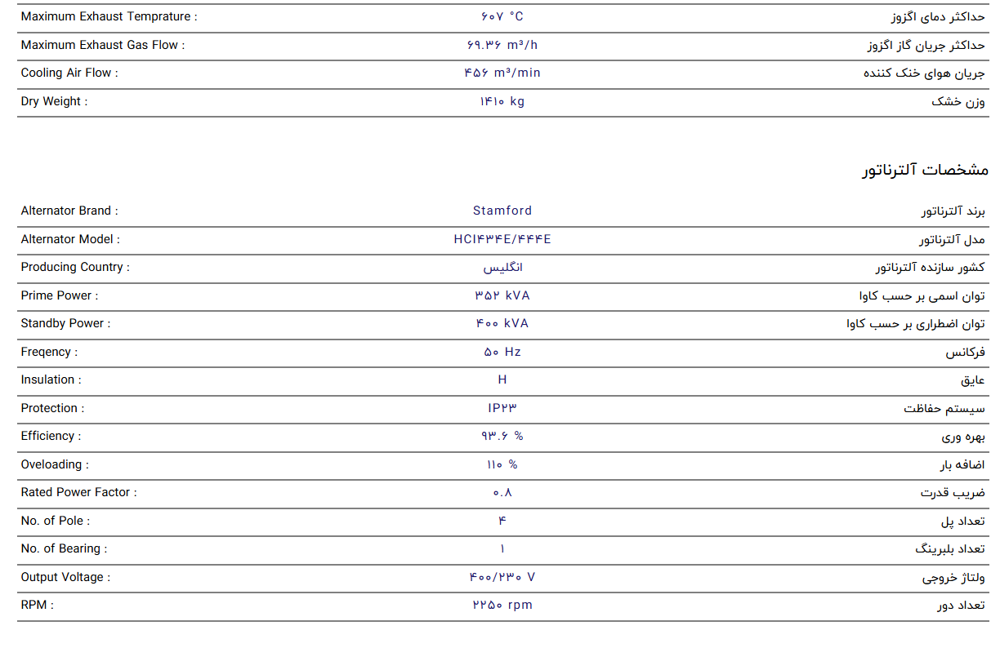 Maximum Exhaust Temprature : ۶۰۷ °C حداکثر دمای اگزوز
Maximum Exhaust Gas Flow : ۶۹.۳۶ m³/h حداکثر جریان گاز اگزوز
Cooling Air Flow : ۴۵۶ m³/min جریان هوای خنک کننده
Dry Weight : ۱۴۱۰ kg وزن خشک
مشخصات آلترناتور
Alternator Brand : Stamford برند آلترناتور
Alternator Model : HCI۴۳۴E/۴۴۴E مدل آلترناتور
Producing Country : انگلیس کشور سازنده آلترناتور
Prime Power : ۳۵۲ kVA توان اسمی بر حسب کاوا
Standby Power : ۴۰۰ kVA توان اضطراری بر حسب کاوا
Freqency : ۵۰ Hz فرکانس
Insulation : H عایق
Protection : IP۲۳ سیستم حفاظت
Efficiency : ۹۳.۶ % بهره وری
Oveloading : ۱۱۰ % اضافه بار
Rated Power Factor : ۰.۸ ضریب قدرت
No. of Pole : ۴ تعداد پل
No. of Bearing : ۱ تعداد بلبرینگ
Output Voltage : ۴۰۰/۲۳۰ V ولتاژ خروجی
RPM : ۲۲۵۰ rpm تعداد دور